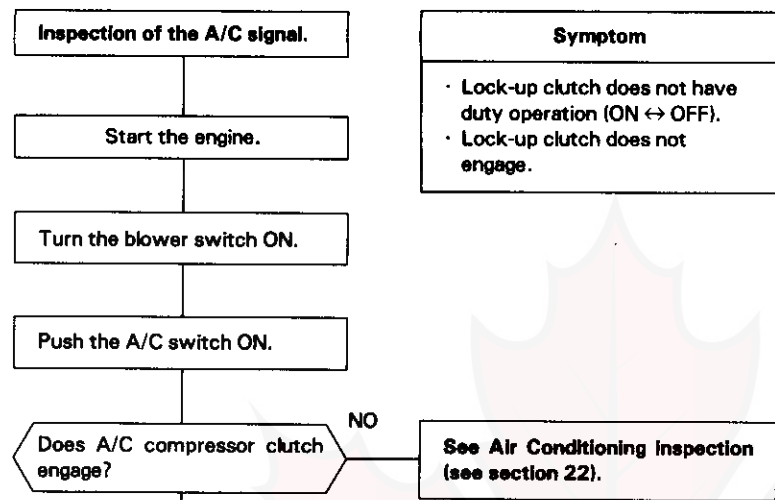 Inspection of the A/C signal.
Start the engine.
Turn the blower switch ON.
Push the A/C switch ON.
Does A/C compressor clutch
engage?
NO
See Air Conditioning inspection
(see section 22).
Symptom
· Lock-up clutch does not have
duty operation (ON ↔ OFF).
· Lock-up clutch does not
engage.